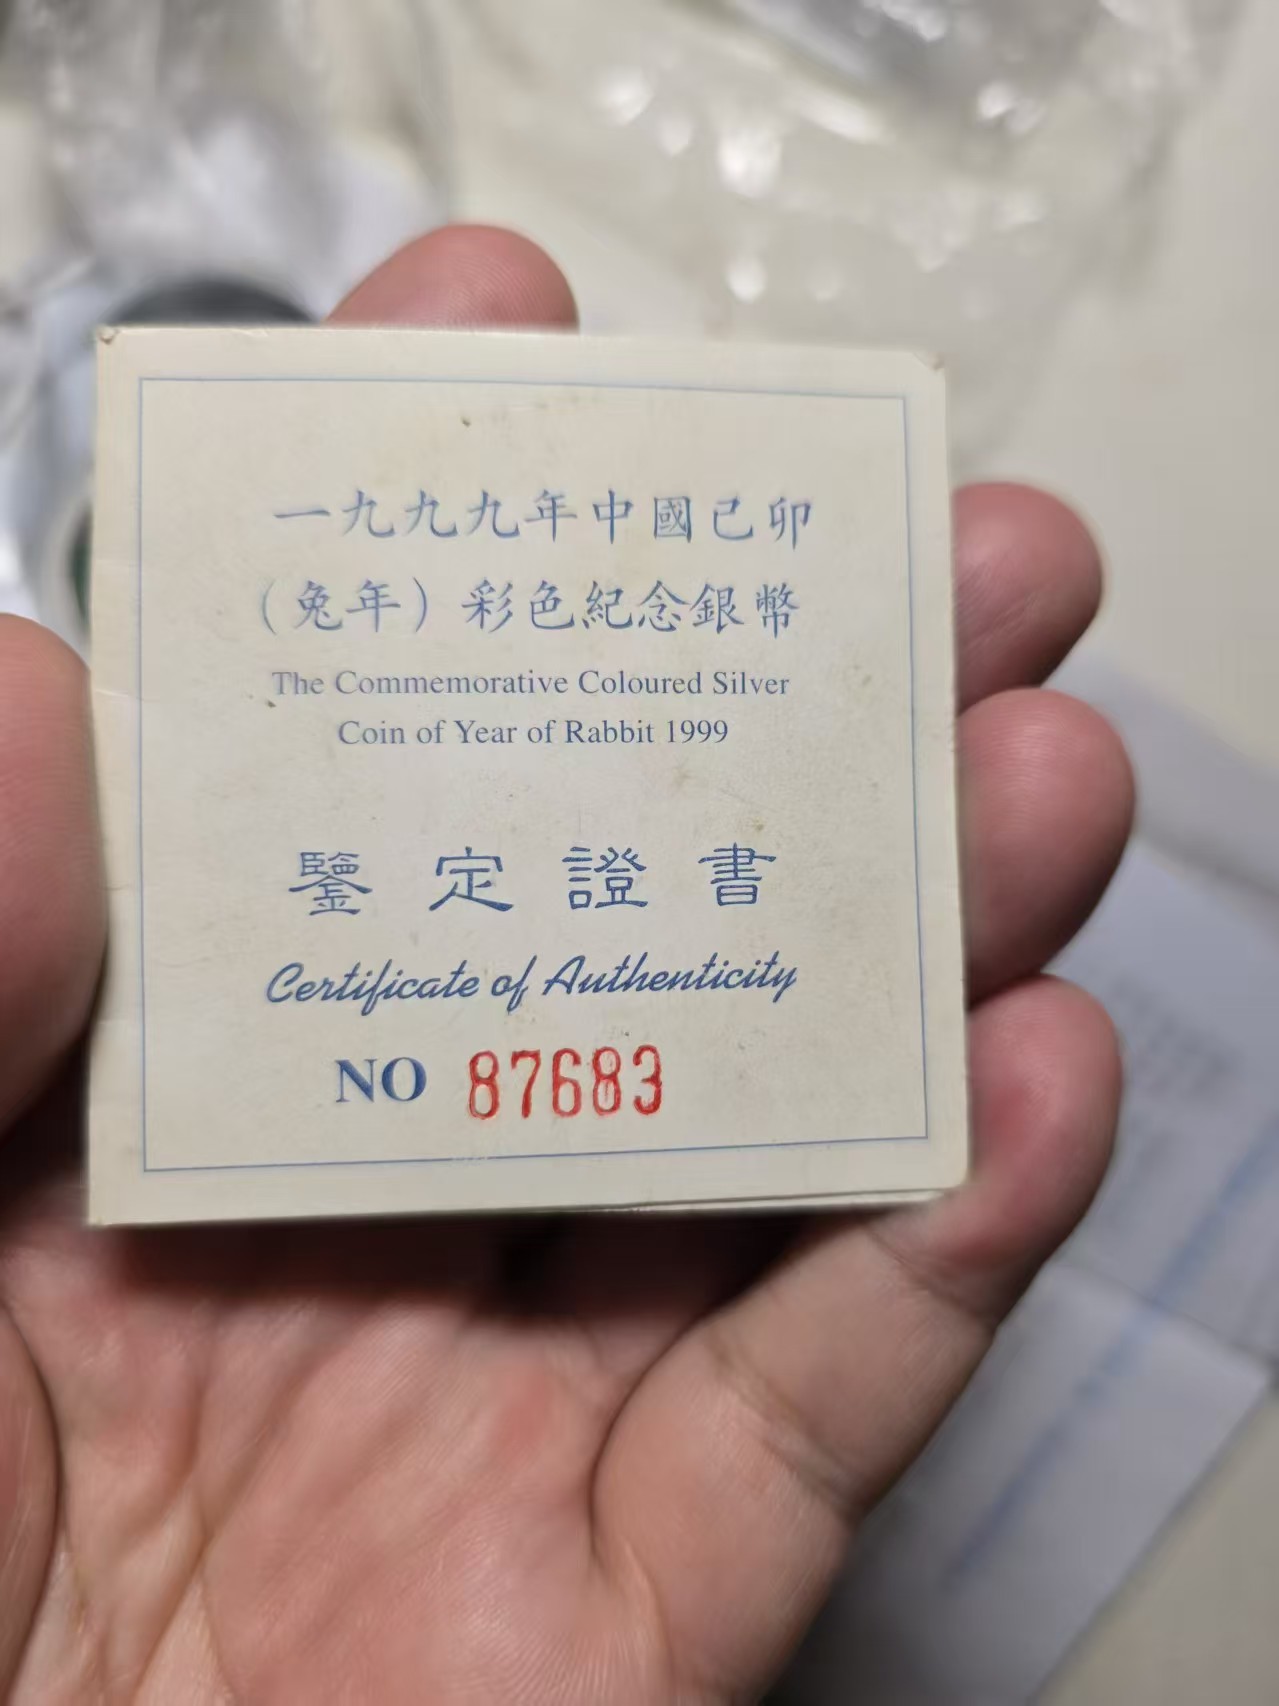 一九九九年中國己卯
（兔年）彩色紀念銀幣
The Commemorative Coloured Silver
Coin of Year of Rabbit 1999
鑒定證書
Certificate of Authenticity
NO 87683